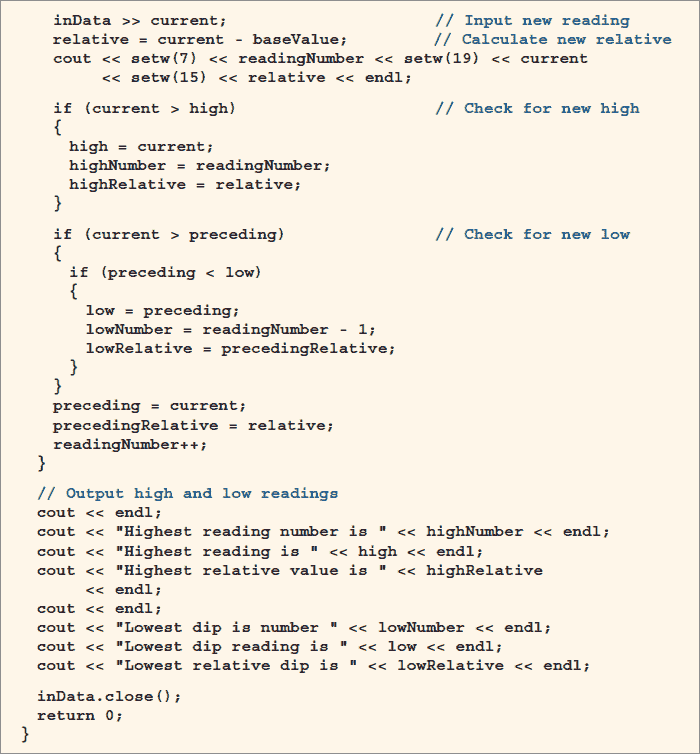 inData >> current;                          // Input new reading
relative = current - baseValue;           // Calculate new relative
cout << setw(7) << readingNumber << setw(19) << current
      << setw(15) << relative << endl;
if (current > high)                         // Check for new high
{
  high = current;
  highNumber = readingNumber;
  highRelative = relative;
}
if (current > preceding)                    // Check for new low
{
  if (preceding < low)
  {
    low = preceding;
    lowNumber = readingNumber - 1;
    lowRelative = precedingRelative;
  }
}
preceding = current;
precedingRelative = relative;
readingNumber++;
}
// Output high and low readings
cout << endl;
cout << "Highest reading number is " << highNumber << endl;
cout << "Highest reading is " << high << endl;
cout << "Highest relative value is " << highRelative
      << endl;
cout << endl;
cout << "Lowest dip is number " << lowNumber << endl;
cout << "Lowest dip reading is " << low << endl;
cout << "Lowest relative dip is " << lowRelative << endl;
inData.close();
return 0;
}